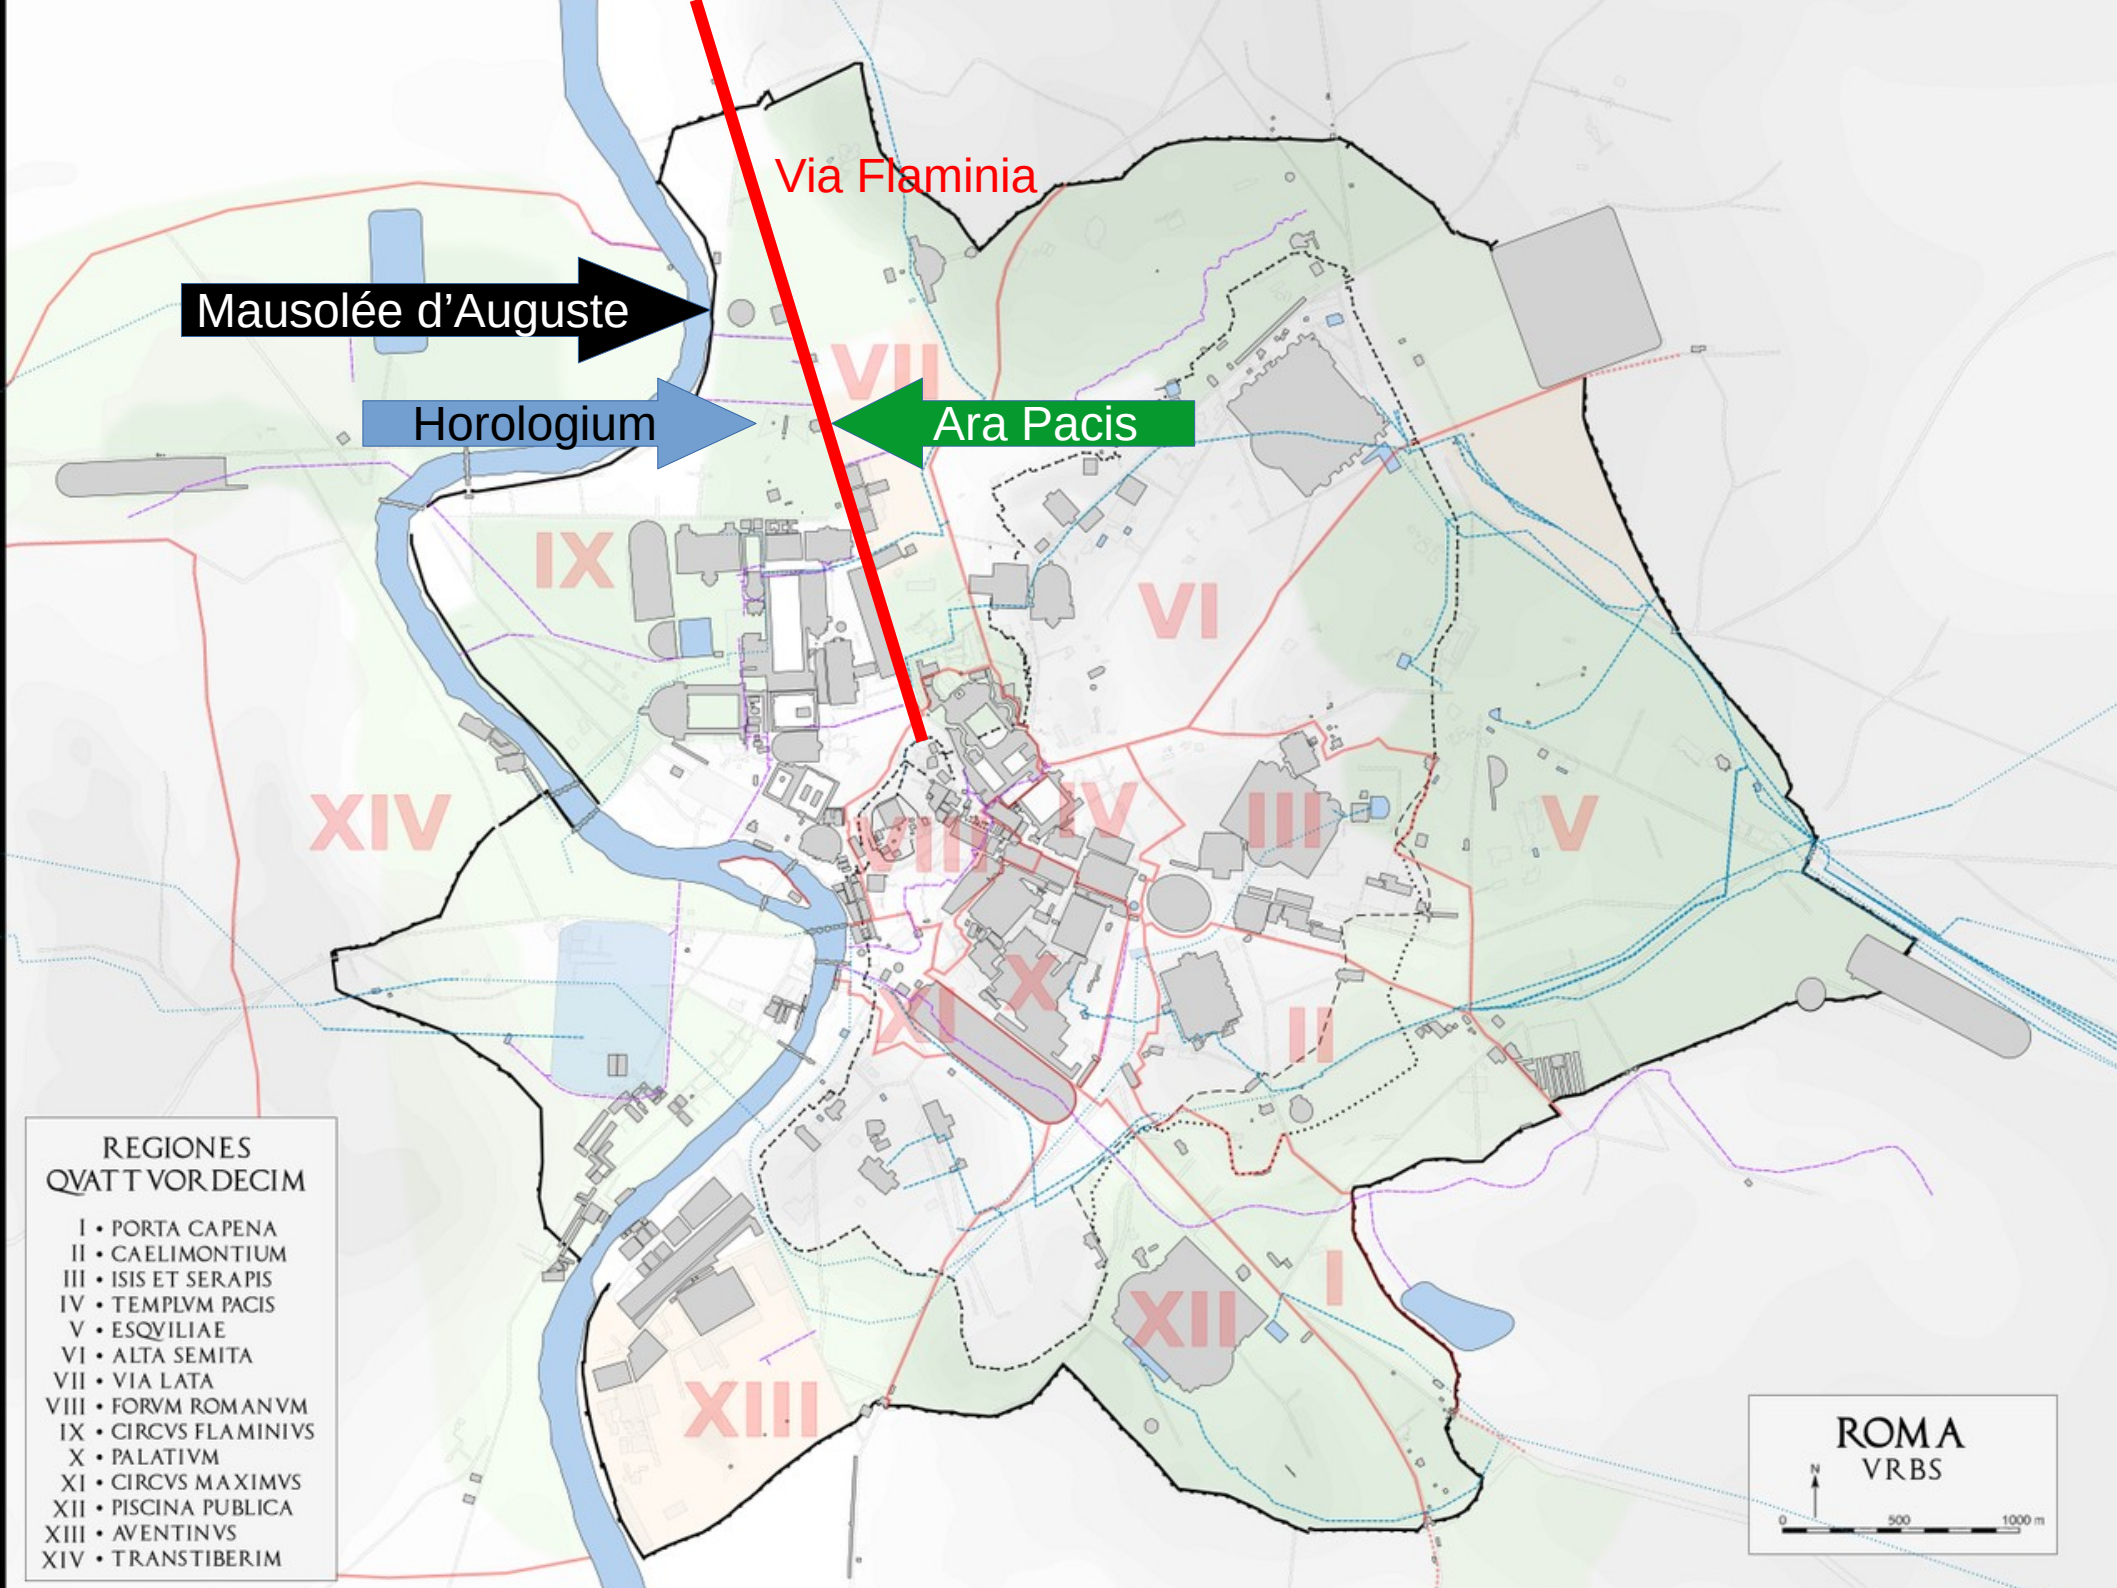 Via Flaminia
Mausolée d’Auguste
VII
Horologium
Ara Pacis
IX
VI
XIV
IV
III
V
VIII
X
XI
II
REGIONES
QVATTVORDECIM
I • PORTA CAPENA
II • CAELIMONTIUM
III • ISIS ET SERAPIS
IV • TEMPLVM PACIS
V • ESQVILIAE
VI • ALTA SEMITA
VII • VIA LATA
VIII • FORVM ROMANVM
IX • CIRCVS FLAMINIVS
X • PALATIVM
XI • CIRCVS MAXIMVS
XII • PISCINA PUBLICA
XIII • AVENTINVS
XIV • TRANSTIBERIM
I
XII
XIII
ROMA
VRBS
N
0 500 1000 m